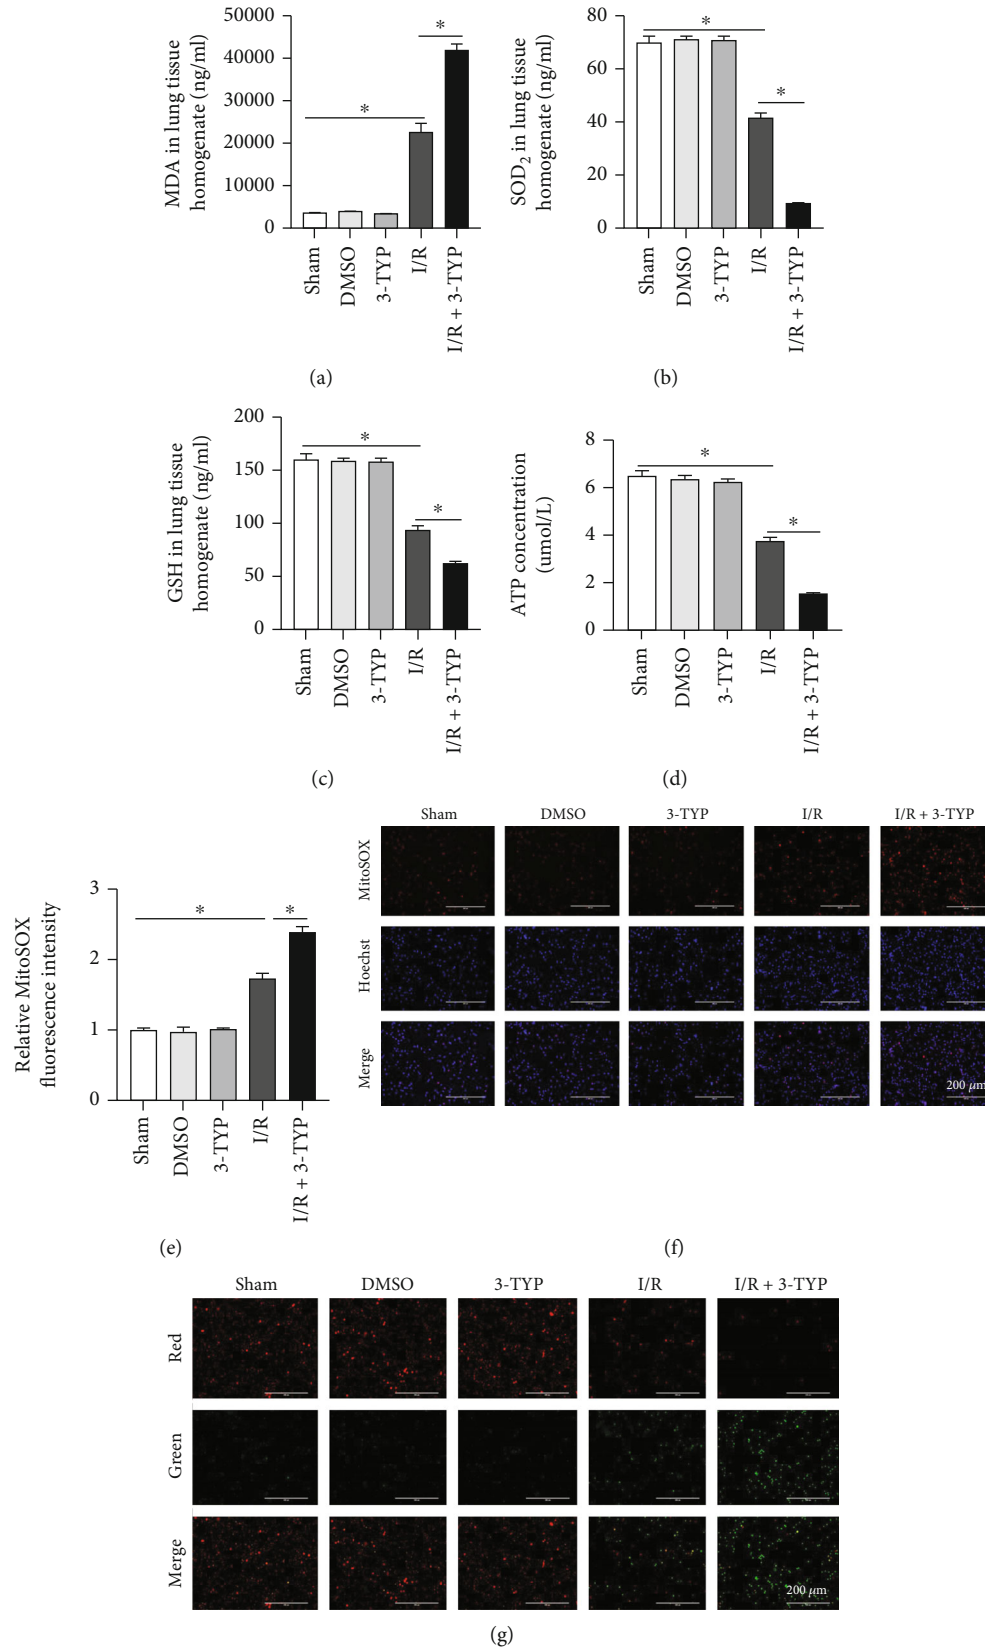 MDA in lung tissue
homogenate (ng/ml)
50000
40000
30000
20000
10000
0
*
*
Sham
DMSO
3-TYP
I/R
I/R + 3-TYP
(a)
SOD2 in lung tissue
homogenate (ng/ml)
80
60
40
20
0
*
*
Sham
DMSO
3-TYP
I/R
I/R + 3-TYP
(b)
GSH in lung tissue
homogenate (ng/ml)
200
150
100
50
0
*
*
Sham
DMSO
3-TYP
I/R
I/R + 3-TYP
(c)
ATP concentration
(umol/L)
8
6
4
2
0
*
*
Sham
DMSO
3-TYP
I/R
I/R + 3-TYP
(d)
Relative MitoSOX
fluorescence intensity
3
2
1
0
*
*
Sham
DMSO
3-TYP
I/R
I/R + 3-TYP
(e)
Sham DMSO 3-TYP I/R I/R + 3-TYP
MitoSOX
Hoechst
Merge
200 μm
(f)
Sham DMSO 3-TYP I/R I/R + 3-TYP
Red
Green
Merge
200 μm
(g)